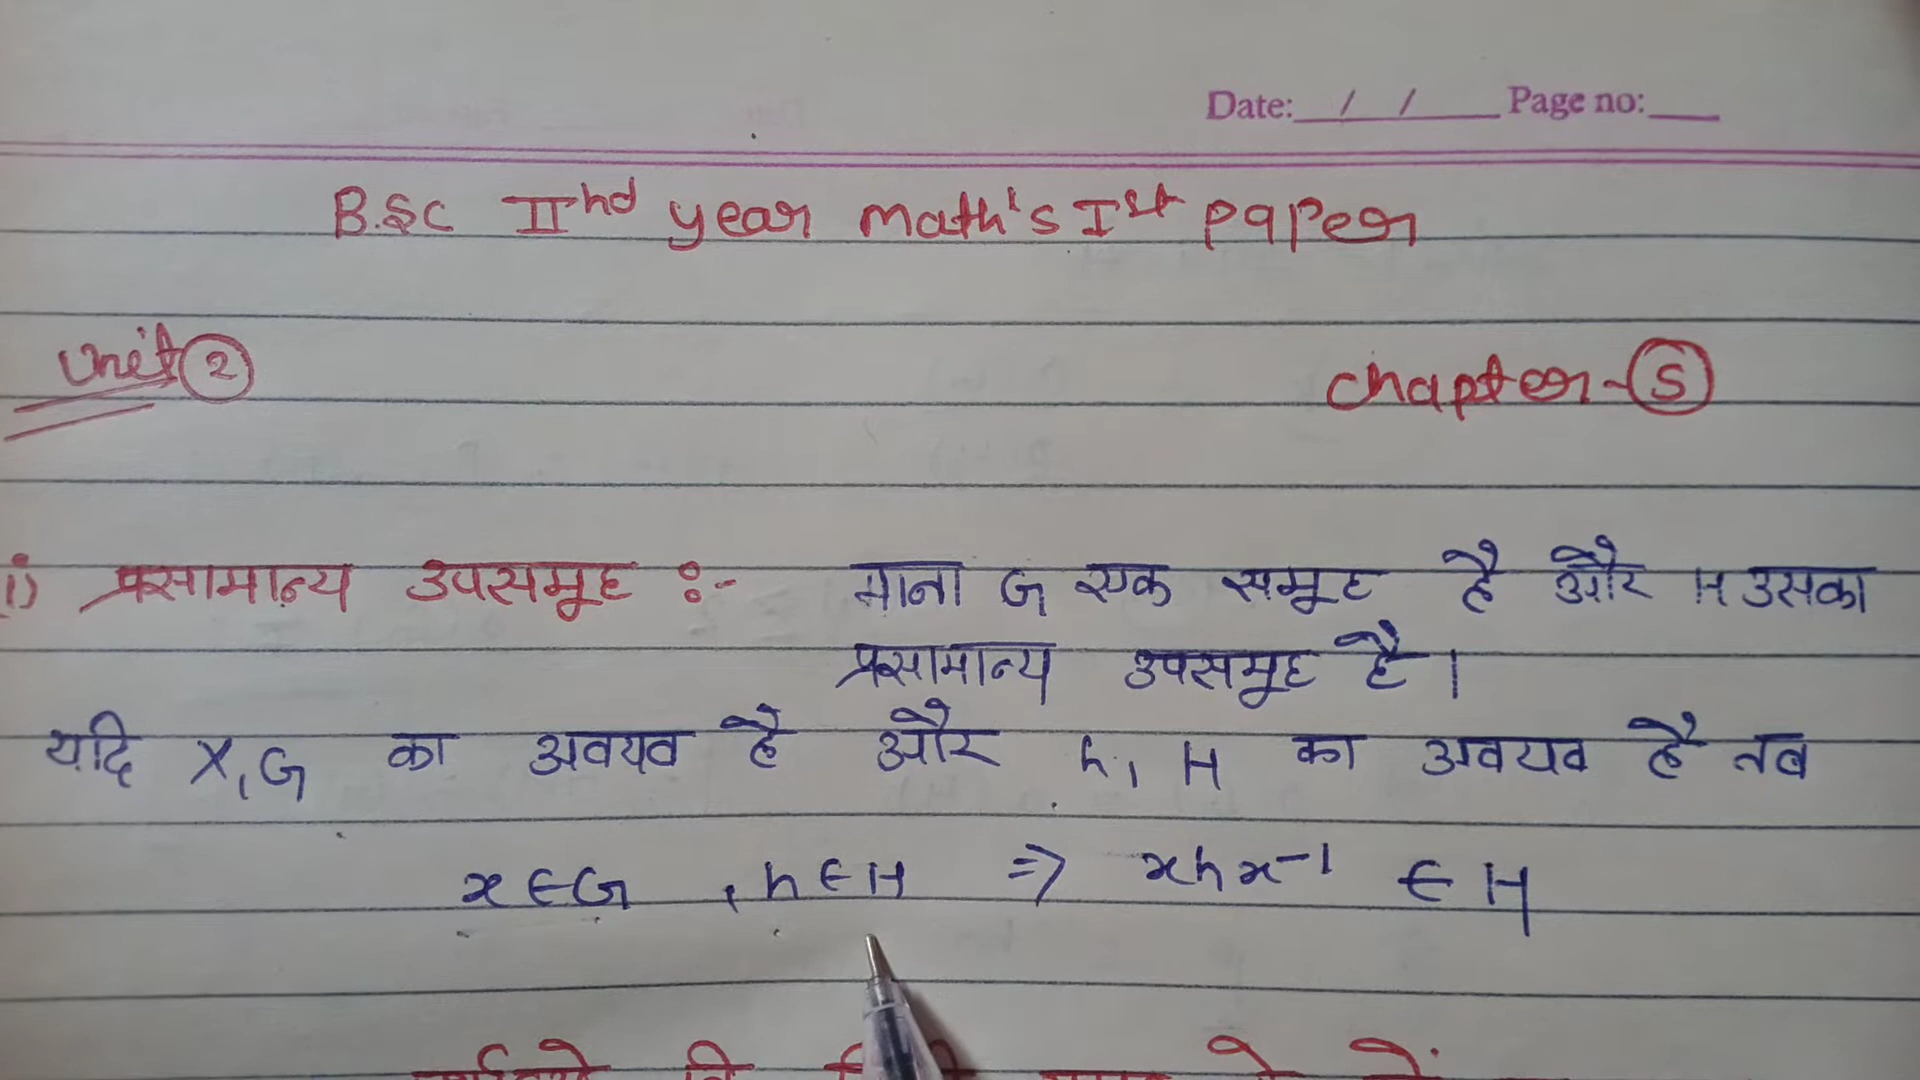 Date: / / Page no:
B.Sc IInd year math's Ist paper
Unit 2
Chapter-5
1) प्रसामान्य उपसमूह :- माना G एक समूह है और H उसका
प्रसामान्य उपसमूह है।
यदि X, G का अवयव है और h, H का अवयव है तब
x ∈ G , h ∈ H ⇒ xhx⁻¹ ∈ H